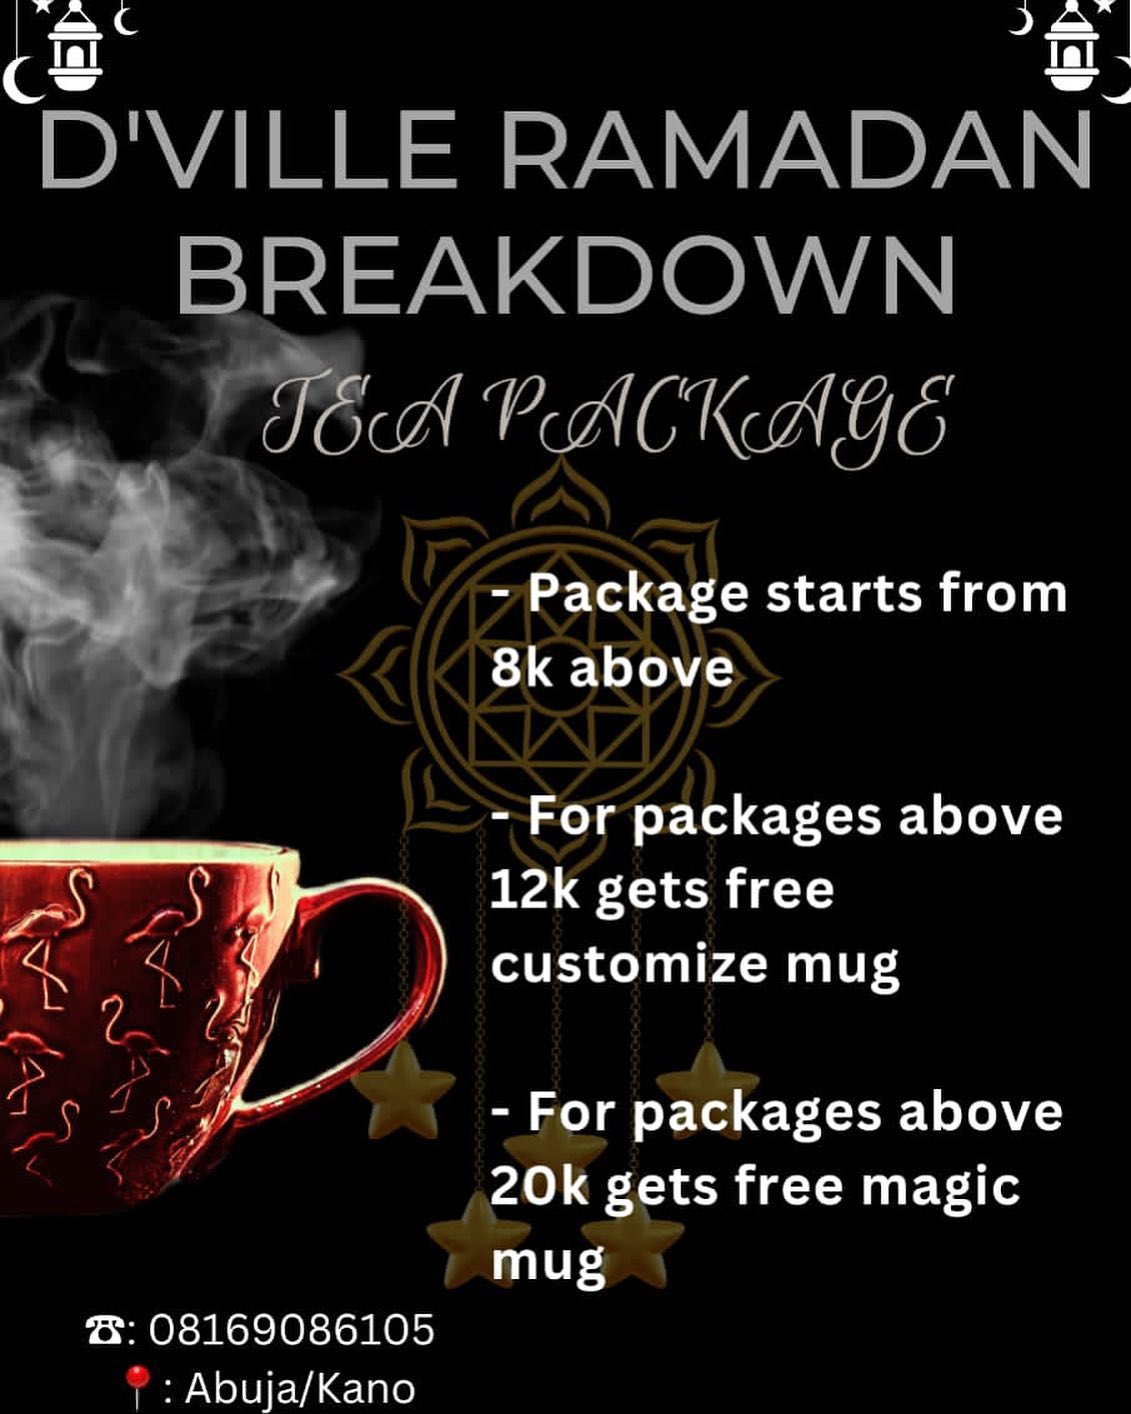 D'VILLE RAMADAN
BREAKDOWN
TEA PACKAGE
- Package starts from
8k above
- For packages above
12k gets free
customize mug
- For packages above
20k gets free magic
mug
☎: 08169086105
📍: Abuja/Kano